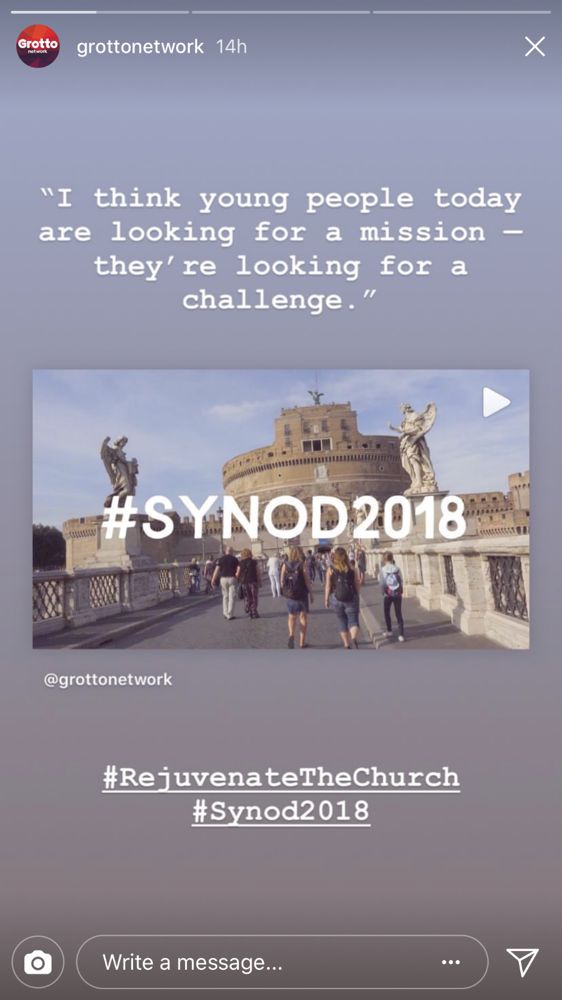 Grotto
network
grottonetwork 14h
“I think young people today
are looking for a mission —
they’re looking for a
challenge.”
#SYNOD2018
@grottonetwork
#RejuvenateTheChurch
#Synod2018
Write a message...